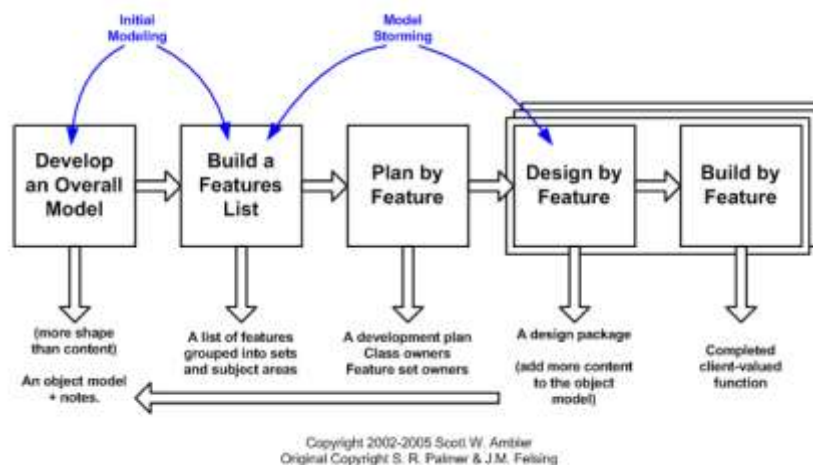 Initial
Modeling
Model
Storming
Develop
an Overall
Model
Build a
Features
List
Plan by
Feature
Design by
Feature
Build by
Feature
(more shape
than content)
An object model
+ notes.
A list of features
grouped into sets
and subject areas
A development plan
Class owners
Feature set owners
A design package
(add more content
to the object
model)
Completed
client-valued
function
Copyright 2002-2005 Scott W. Ambler
Original Copyright S. R. Palmer & J.M. Felsing